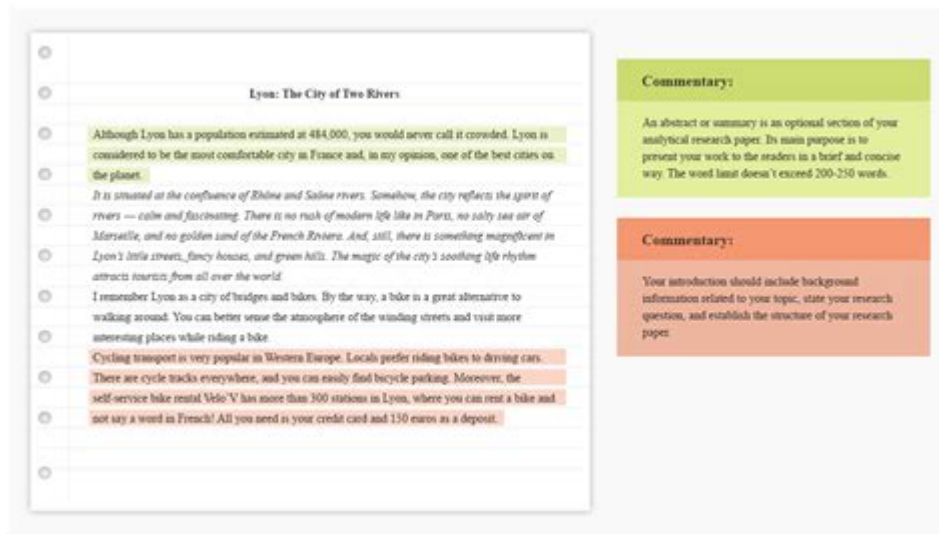 Lyon: The City of Two Rivers
Although Lyon has a population estimated at 484,000, you would never call it crowded. Lyon is
considered to be the most comfortable city in France and, in my opinion, one of the best cities on
the planet.
It is situated at the confluence of Rhône and Saône rivers. Somehow, the city reflects the spirit of
rivers — calm and fascinating. There is no rush of modern life like in Paris, no salty sea air of
Marseille, and no golden sand of the French Riviera. And, still, there is something magnificent in
Lyon's little streets, fancy houses, and green hills. The magic of the city's soothing life rhythm
attracts tourists from all over the world.
I remember Lyon as a city of bridges and bikes. By the way, a bike is a great alternative to
walking around. You can better sense the atmosphere of the winding streets and visit more
interesting places while riding a bike.
Cycling transport is very popular in Western Europe. Locals prefer riding bikes to driving cars.
There are cycle tracks everywhere, and you can easily find bicycle parking. Moreover, the
self-service bike rental Velo'V has more than 300 stations in Lyon, where you can rent a bike and
not say a word in French! All you need is your credit card and 150 euros as a deposit.
Commentary:
An abstract or summary is an optional section of your
analytical research paper. Its main purpose is to
present your work to the readers in a brief and concise
way. The word limit doesn't exceed 200-250 words.
Commentary:
Your introduction should include background
information related to your topic, state your research
question, and establish the structure of your research
paper.